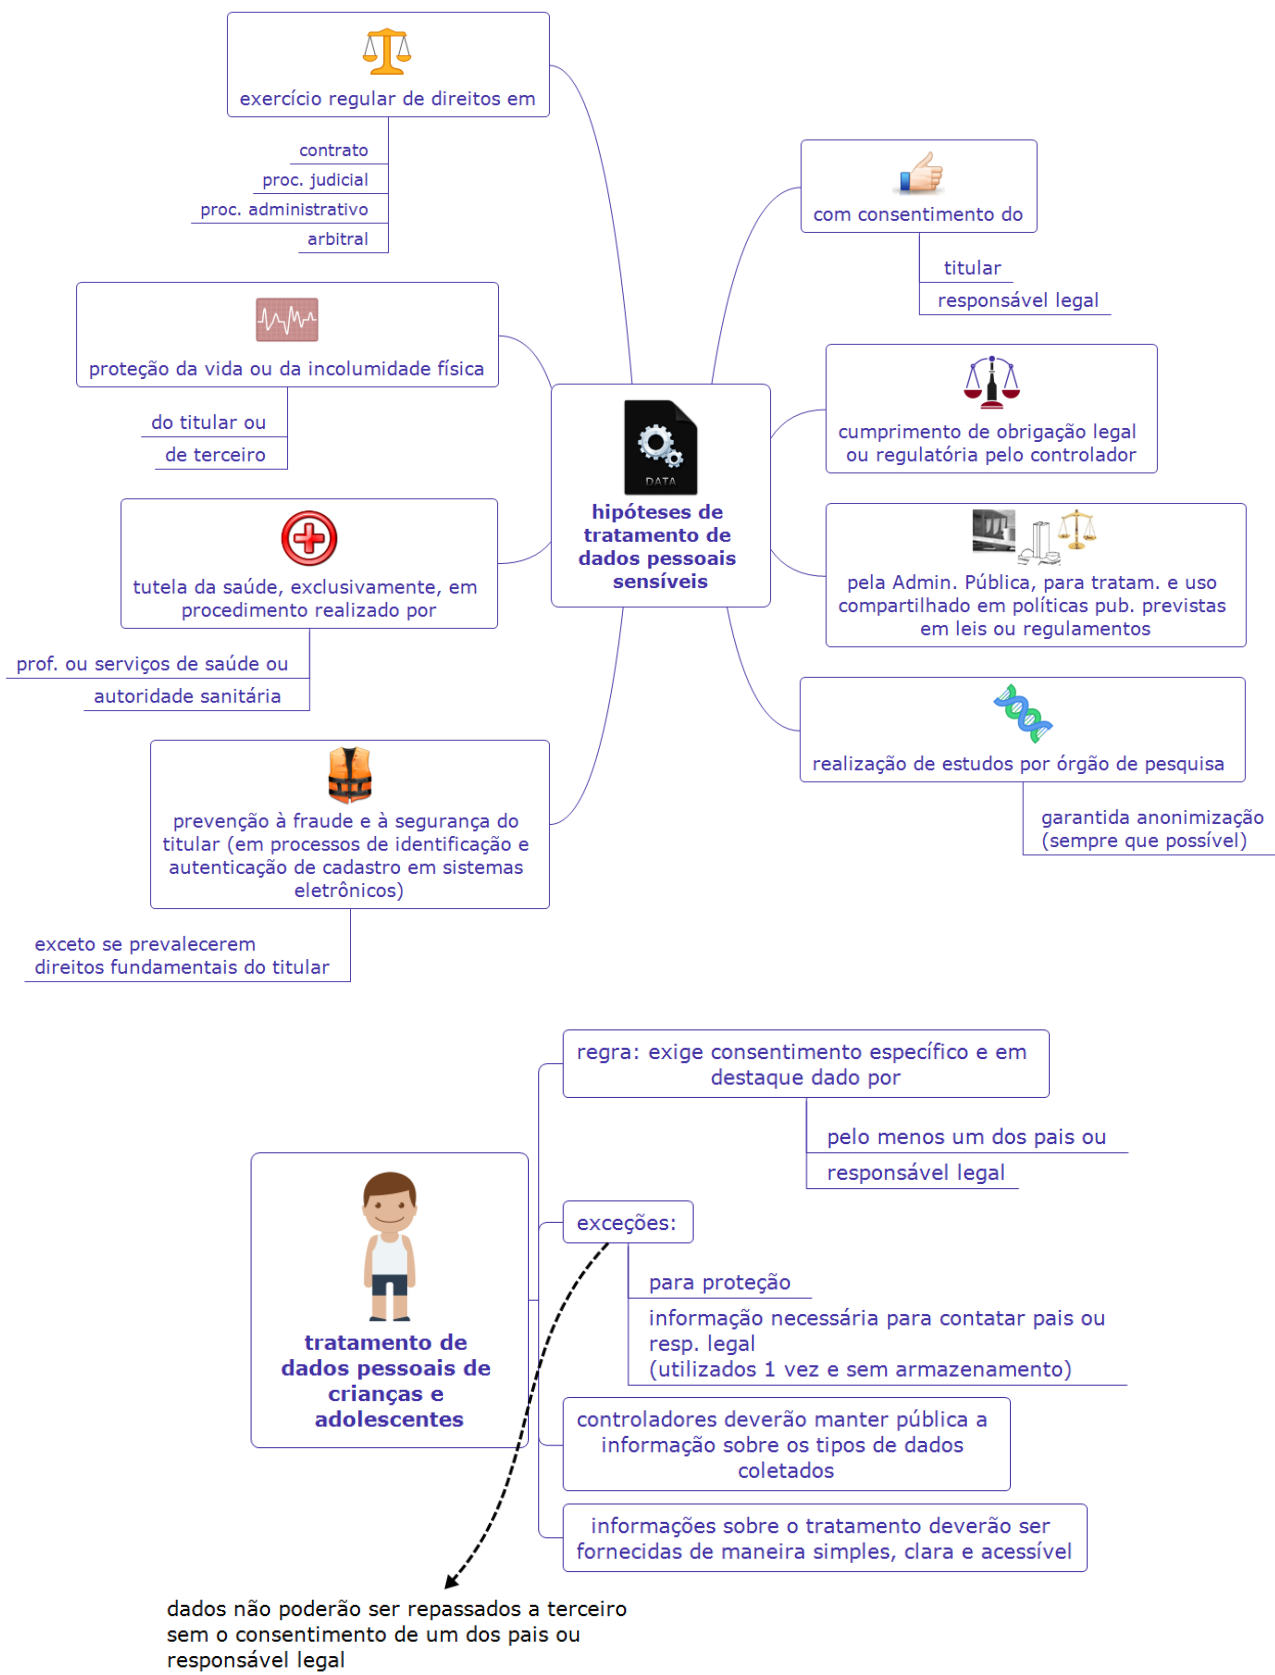 exercício regular de direitos em
contrato
proc. judicial
proc. administrativo
arbitral
proteção da vida ou da incolumidade física
do titular ou
de terceiro
tutela da saúde, exclusivamente, em
procedimento realizado por
prof. ou serviços de saúde ou
autoridade sanitária
prevenção à fraude e à segurança do
titular (em processos de identificação e
autenticação de cadastro em sistemas
eletrônicos)
exceto se prevalecerem
direitos fundamentais do titular
DATA
hipóteses de
tratamento de
dados pessoais
sensíveis
com consentimento do
titular
responsável legal
cumprimento de obrigação legal
ou regulatória pelo controlador
pela Admin. Pública, para tratam. e uso
compartilhado em políticas pub. previstas
em leis ou regulamentos
realização de estudos por órgão de pesquisa
garantida anonimização
(sempre que possível)
tratamento de
dados pessoais de
crianças e
adolescentes
regra: exige consentimento específico e em
destaque dado por
pelo menos um dos pais ou
responsável legal
exceções:
para proteção
informação necessária para contatar pais ou
resp. legal
(utilizados 1 vez e sem armazenamento)
controladores deverão manter pública a
informação sobre os tipos de dados
coletados
informações sobre o tratamento deverão ser
fornecidas de maneira simples, clara e acessível
dados não poderão ser repassados a terceiro
sem o consentimento de um dos pais ou
responsável legal